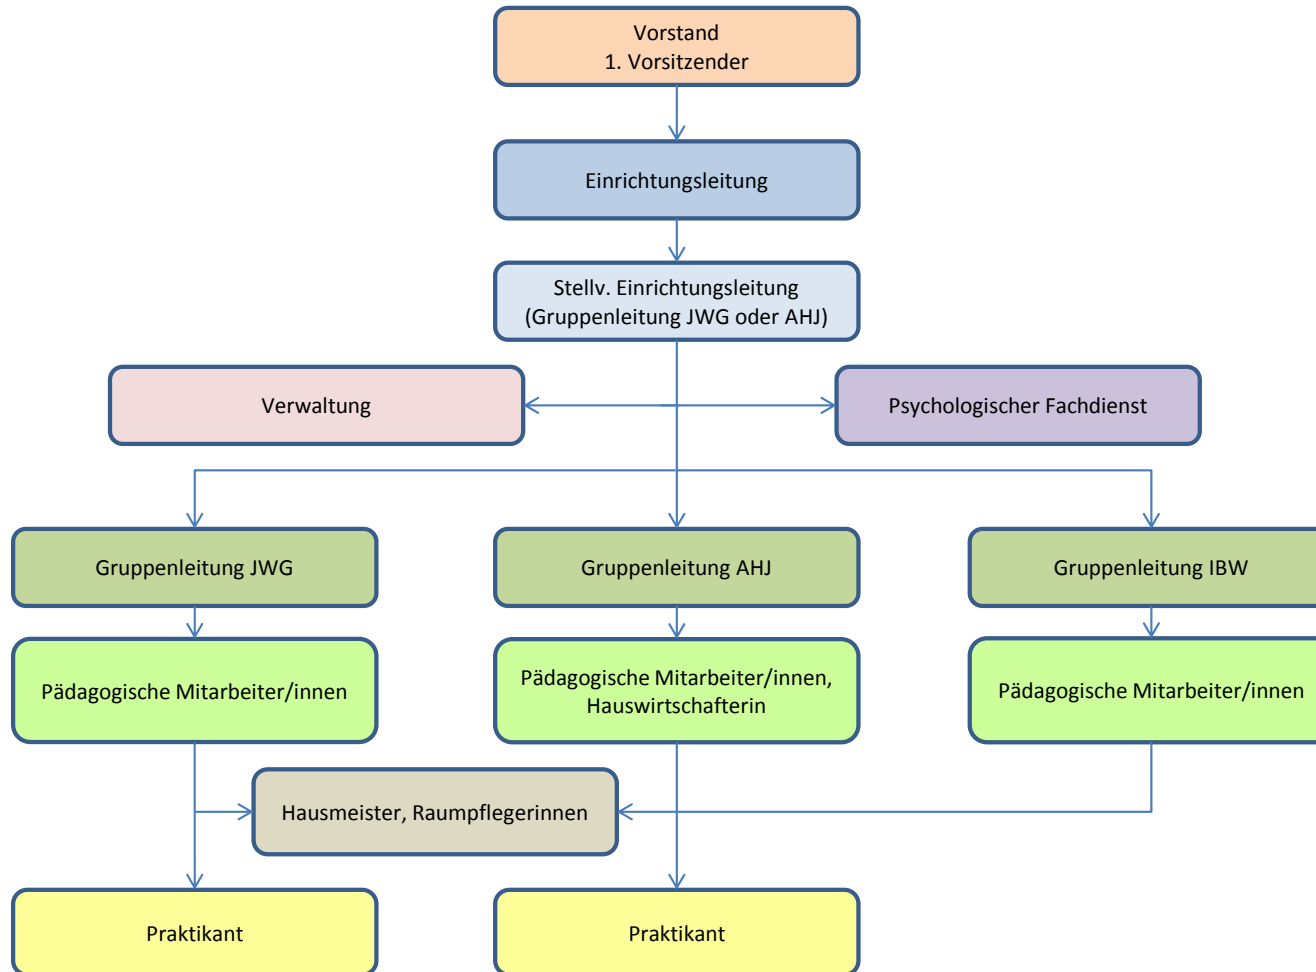 Vorstand
1. Vorsitzender
Einrichtungsleitung
Stellv. Einrichtungsleitung
(Gruppenleitung JWG oder AHJ)
Verwaltung
Psychologischer Fachdienst
Gruppenleitung JWG
Gruppenleitung AHJ
Gruppenleitung IBW
Pädagogische Mitarbeiter/innen
Pädagogische Mitarbeiter/innen,
Hauswirtschafterin
Pädagogische Mitarbeiter/innen
Hausmeister, Raumpflegerinnen
Praktikant
Praktikant